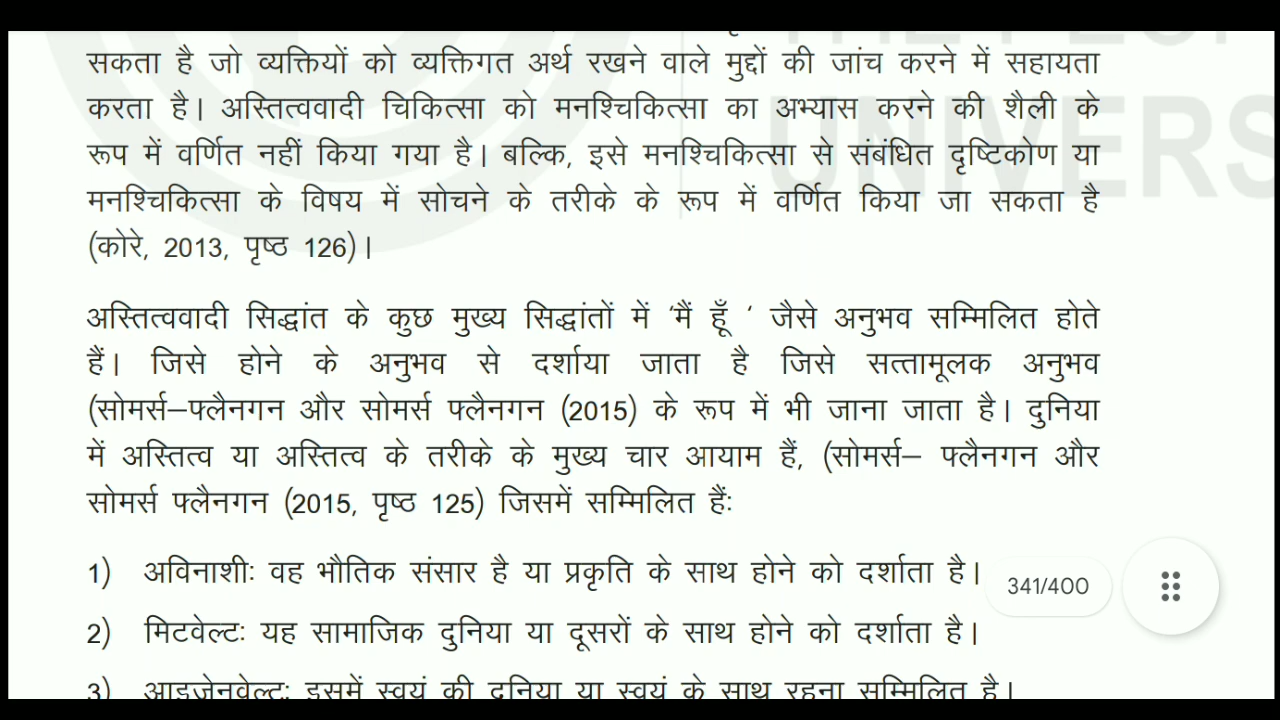 सकता है जो व्यक्तियों को व्यक्तिगत अर्थ रखने वाले मुद्दों की जांच करने में सहायता
करता है। अस्तित्ववादी चिकित्सा को मनश्चिकित्सा का अभ्यास करने की शैली के
रूप में वर्णित नहीं किया गया है। बल्कि, इसे मनश्चिकित्सा से संबंधित दृष्टिकोण या
मनश्चिकित्सा के विषय में सोचने के तरीके के रूप में वर्णित किया जा सकता है
(कोरे, 2013, पृष्ठ 126)।
अस्तित्ववादी सिद्धांत के कुछ मुख्य सिद्धांतों में ‘मैं हूँ ’ जैसे अनुभव सम्मिलित होते
हैं। जिसे होने के अनुभव से दर्शाया जाता है जिसे सत्तामूलक अनुभव
(सोमर्स–फ्लैनगन और सोमर्स फ्लैनगन (2015) के रूप में भी जाना जाता है। दुनिया
में अस्तित्व या अस्तित्व के तरीके के मुख्य चार आयाम हैं, (सोमर्स– फ्लैनगन और
सोमर्स फ्लैनगन (2015, पृष्ठ 125) जिसमें सम्मिलित हैंः
1) अविनाशीः वह भौतिक संसार है या प्रकृति के साथ होने को दर्शाता है।
341/400
2) मिटवेल्टः यह सामाजिक दुनिया या दूसरों के साथ होने को दर्शाता है।
3) आइजेनवेल्टः इसमें स्वयं की दुनिया या स्वयं के साथ रहना सम्मिलित है।
UNIVERS